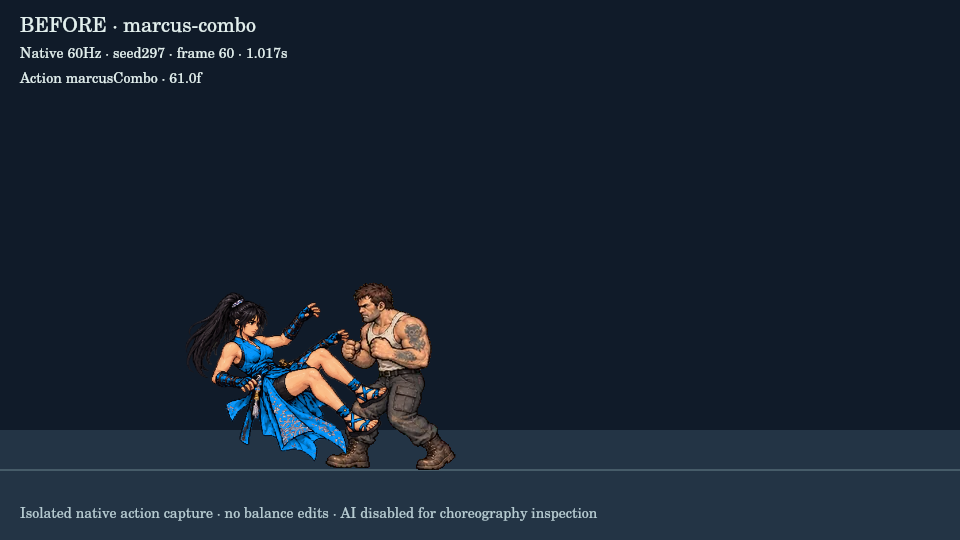 BEFORE · marcus-combo
Native 60Hz · seed297 · frame 60 · 1.017s
Action marcusCombo · 61.0f
Isolated native action capture · no balance edits · AI disabled for choreography inspection